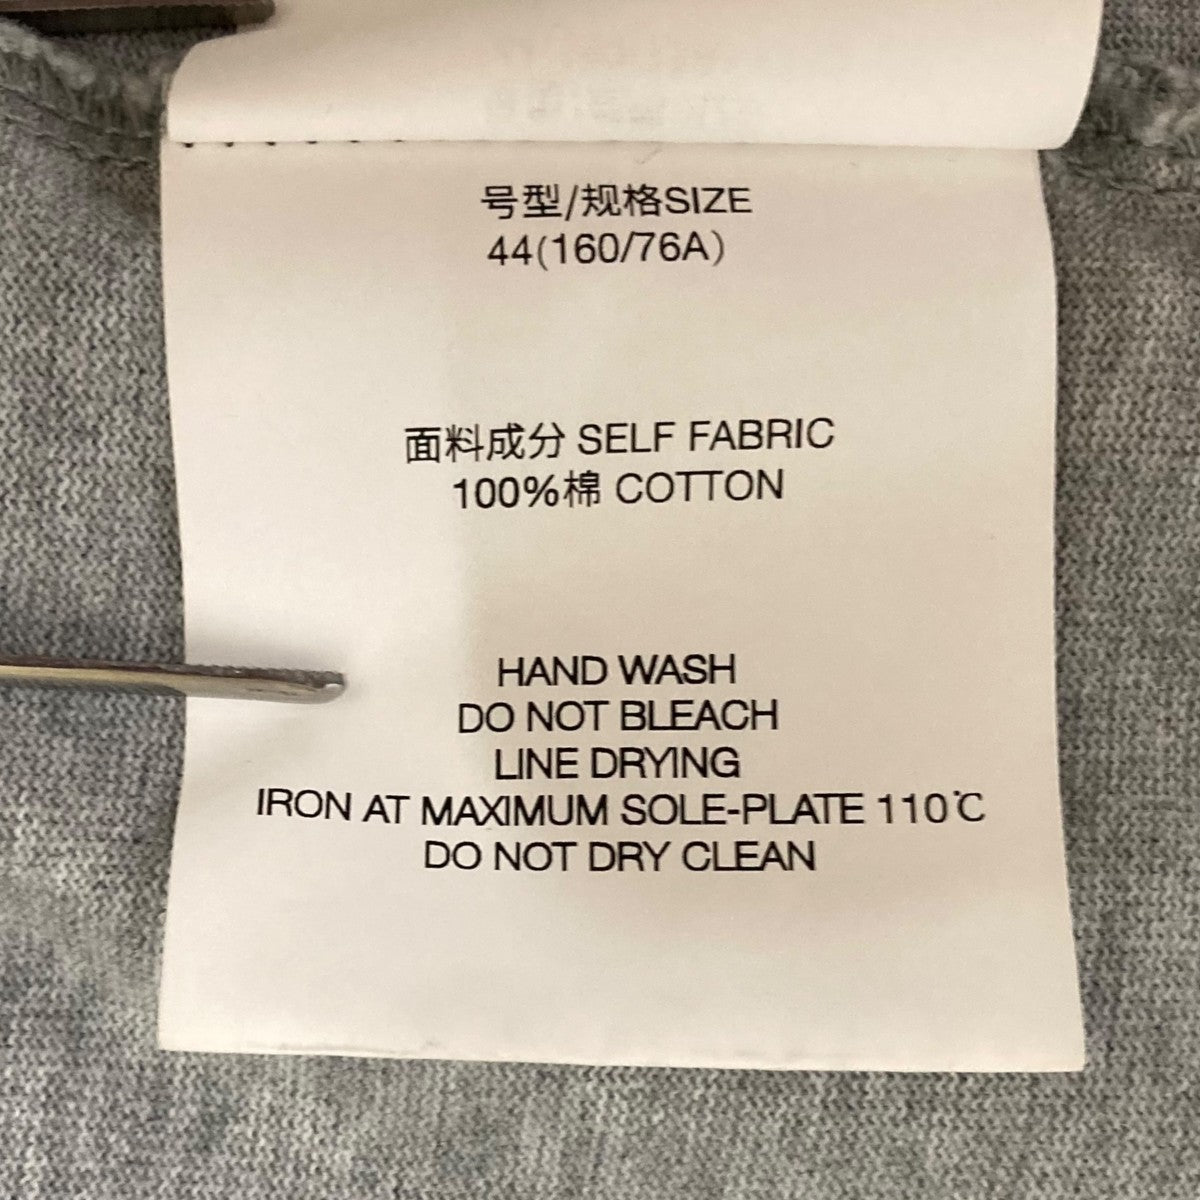 号型/规格SIZE
44(160/76A)
面料成分 SELF FABRIC
100%棉 COTTON
HAND WASH
DO NOT BLEACH
LINE DRYING
IRON AT MAXIMUM SOLE-PLATE 110℃
DO NOT DRY CLEAN